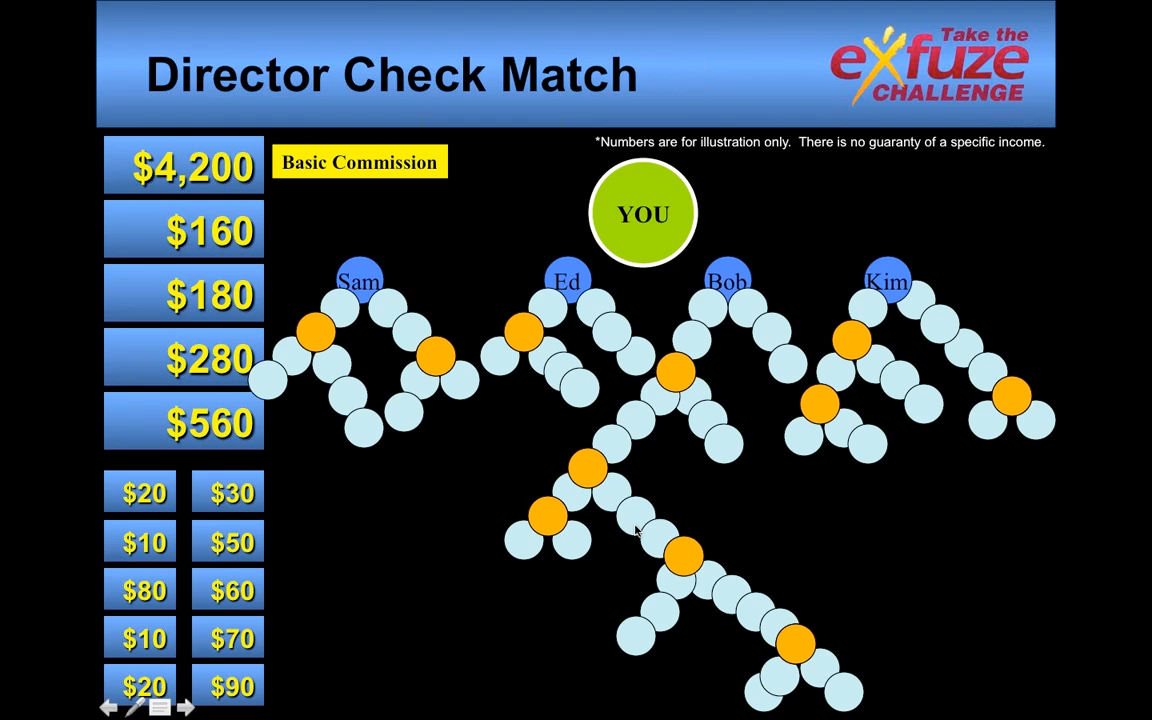 Director Check Match
Take the
exfuze
CHALLENGE
*Numbers are for illustration only. There is no guaranty of a specific income.
$4,200
Basic Commission
YOU
$160
Sam
Ed
Bob
Kim
$180
$280
$560
$20
$30
$10
$50
$80
$60
$10
$70
$20
$90